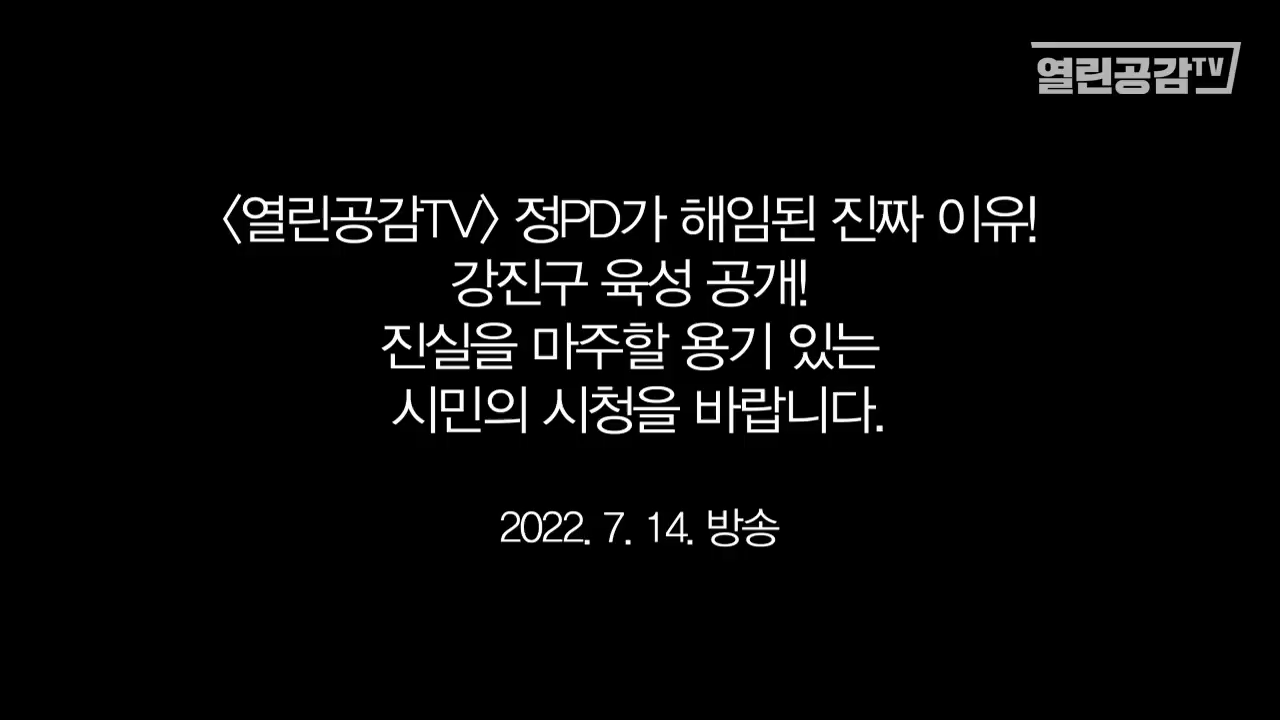 열린공감TV
<열린공감TV> 정PD가 해임된 진짜 이유!
강진구 육성 공개!
진실을 마주할 용기 있는
시민의 시청을 바랍니다.
2022. 7. 14. 방송